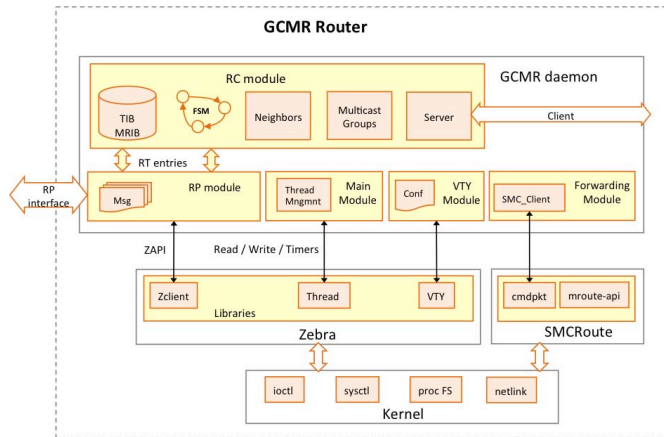 GCMR Router
RC module
GCMR daemon
TIB
MRIB
FSM
Neighbors
Multicast
Groups
Server
Client
RT entries
RP
interface
RP module
Msg
Thread
Mngmnt
Main
Module
Conf
VTY
Module
Forwarding
Module
SMC_Client
ZAPI
Read / Write / Timers
Zclient
Thread
VTY
Libraries
Zebra
cmdpkt
mroute-api
SMCRoute
ioctl
sysctl
proc FS
netlink
Kernel